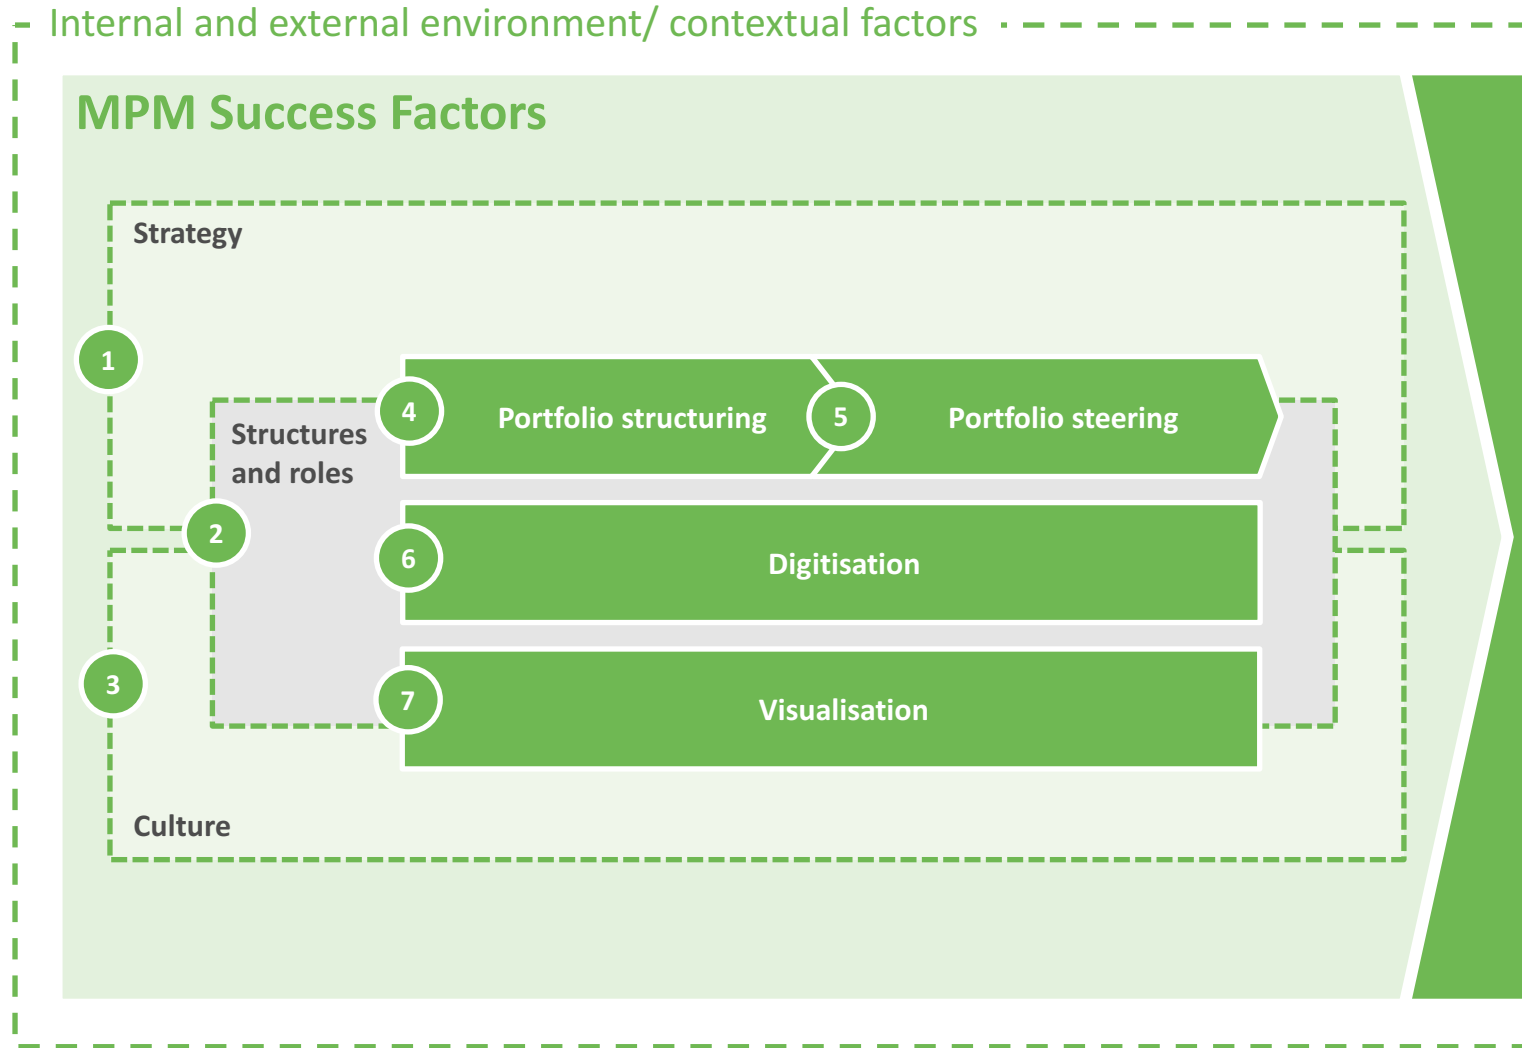 Internal and external environment/ contextual factors
MPM Success Factors
Strategy
1
4
Portfolio structuring
5
Portfolio steering
Structures
and roles
2
6
Digitisation
3
7
Visualisation
Culture